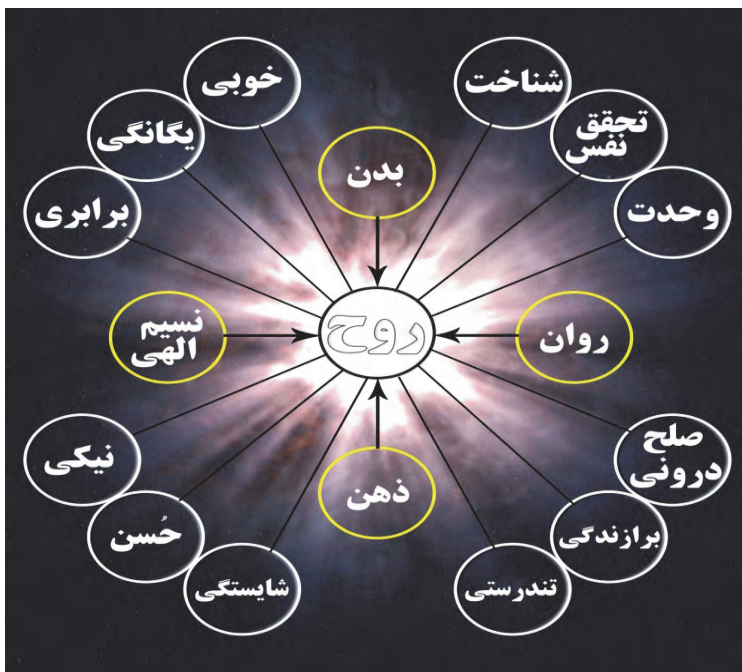 خوبی
شناخت
یگانگی
تحقق
نفس
برابری
بدن
وحدت
نسیم
الهی
روح
روان
نیکی
ذهن
صلح
درونی
حُسن
برازندگی
شایستگی
تندرستی